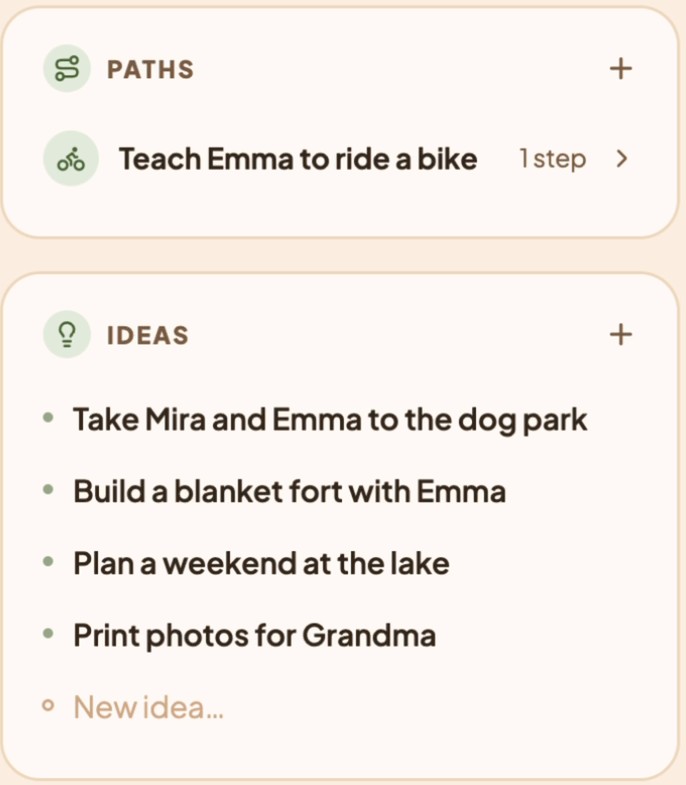 PATHS
Teach Emma to ride a bike 1 step
IDEAS
Take Mira and Emma to the dog park
Build a blanket fort with Emma
Plan a weekend at the lake
Print photos for Grandma
New idea...